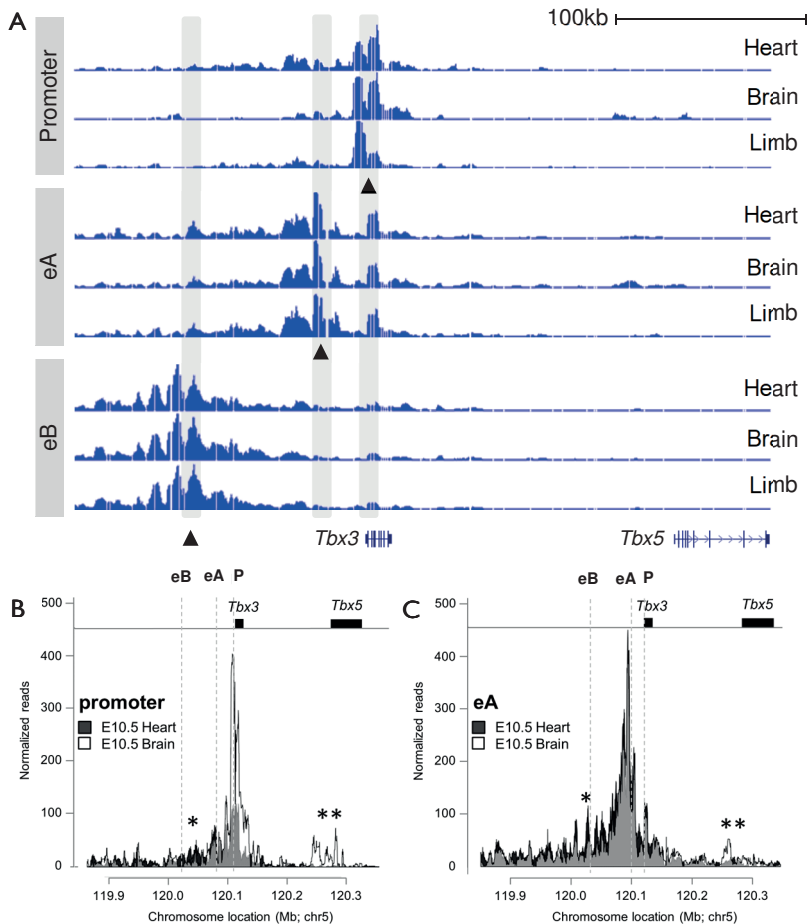 A
100kb
Promoter
Heart
Brain
Limb
eA
Heart
Brain
Limb
eB
Heart
Brain
Limb
Tbx3
Tbx5
B
eB eA P
Tbx3
Tbx5
500
400
300
200
100
0
Normalized reads
promoter
E10.5 Heart
E10.5 Brain
*
**
119.9 120.0 120.1 120.2 120.3
Chromosome location (Mb; chr5)
C
eB eA P
Tbx3
Tbx5
500
400
300
200
100
0
Normalized reads
eA
E10.5 Heart
E10.5 Brain
*
**
119.9 120.0 120.1 120.2 120.3
Chromosome location (Mb; chr5)